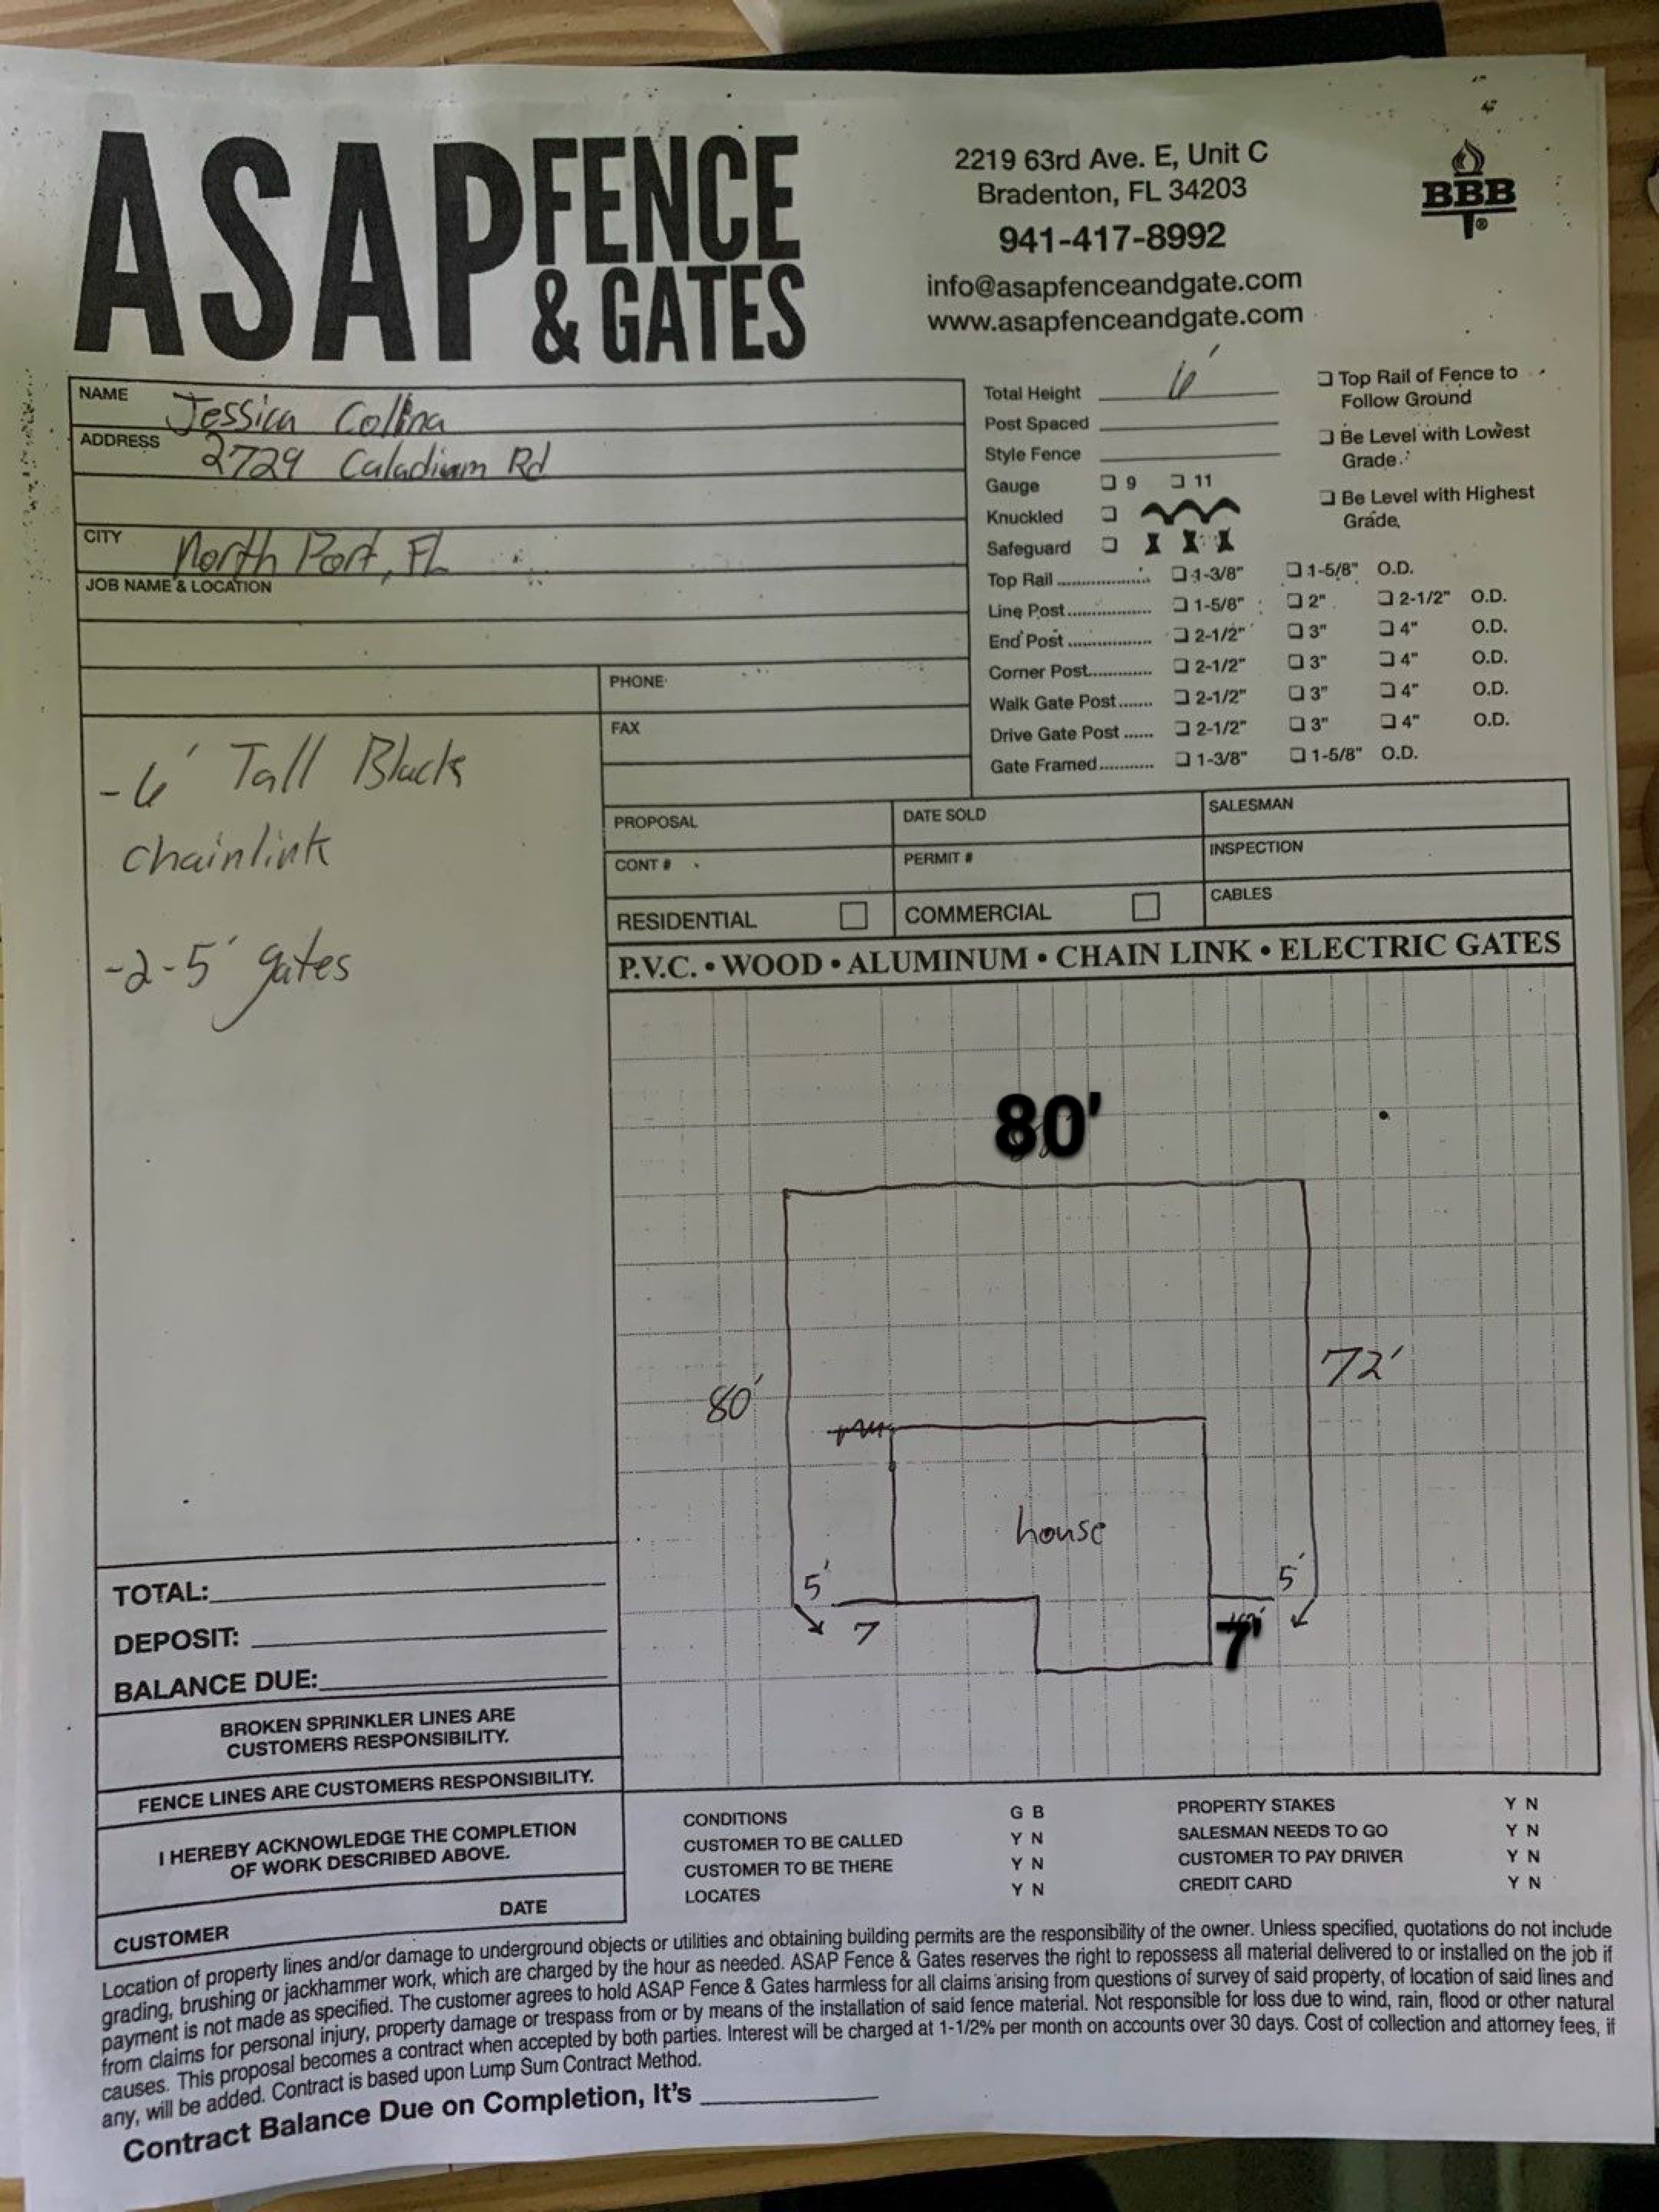 ASAP FENCE & GATES
2219 63rd Ave. E, Unit C
Bradenton, FL 34203
941-417-8992
info@asapfenceandgate.com
www.asapfenceandgate.com
BBB
NAME Jessica Collina
ADDRESS 2729 Caladium Rd
CITY North Port, FL
JOB NAME & LOCATION
PHONE
FAX
Total Height 6'
Post Spaced
Style Fence
Gauge 9 11
Knuckled
Safeguard
Top Rail 1-3/8" 1-5/8" O.D.
Line Post 1-5/8" 2" 2-1/2" O.D.
End Post 2-1/2" 3" 4" O.D.
Corner Post 2-1/2" 3" 4" O.D.
Walk Gate Post 2-1/2" 3" 4" O.D.
Drive Gate Post 2-1/2" 3" 4" O.D.
Gate Framed 1-3/8" 1-5/8" O.D.
Top Rail of Fence to
Follow Ground
Be Level with Lowest
Grade.
Be Level with Highest
Grade.
- 6' Tall Black
chainlink
-2-5' gates
PROPOSAL DATE SOLD SALESMAN
CONT # PERMIT # INSPECTION
RESIDENTIAL COMMERCIAL CABLES
P.V.C. • WOOD • ALUMINUM • CHAIN LINK • ELECTRIC GATES
80'
80'
72'
house
5'
5'
7
7'
TOTAL:
DEPOSIT:
BALANCE DUE:
BROKEN SPRINKLER LINES ARE
CUSTOMERS RESPONSIBILITY.
FENCE LINES ARE CUSTOMERS RESPONSIBILITY.
I HEREBY ACKNOWLEDGE THE COMPLETION
OF WORK DESCRIBED ABOVE.
DATE
CUSTOMER
CONDITIONS G B PROPERTY STAKES Y N
CUSTOMER TO BE CALLED Y N SALESMAN NEEDS TO GO Y N
CUSTOMER TO BE THERE Y N CUSTOMER TO PAY DRIVER Y N
LOCATES Y N CREDIT CARD Y N
Location of property lines and/or damage to underground objects or utilities and obtaining building permits are the responsibility of the owner. Unless specified, quotations do not include
grading, brushing or jackhammer work, which are charged by the hour as needed. ASAP Fence & Gates reserves the right to repossess all material delivered to or installed on the job if
payment is not made as specified. The customer agrees to hold ASAP Fence & Gates harmless for all claims arising from questions of survey of said property, of location of said lines and
from claims for personal injury, property damage or trespass from or by means of the installation of said fence material. Not responsible for loss due to wind, rain, flood or other natural
causes. This proposal becomes a contract when accepted by both parties. Interest will be charged at 1-1/2% per month on accounts over 30 days. Cost of collection and attorney fees, if
any, will be added. Contract is based upon Lump Sum Contract Method.
Contract Balance Due on Completion, It's